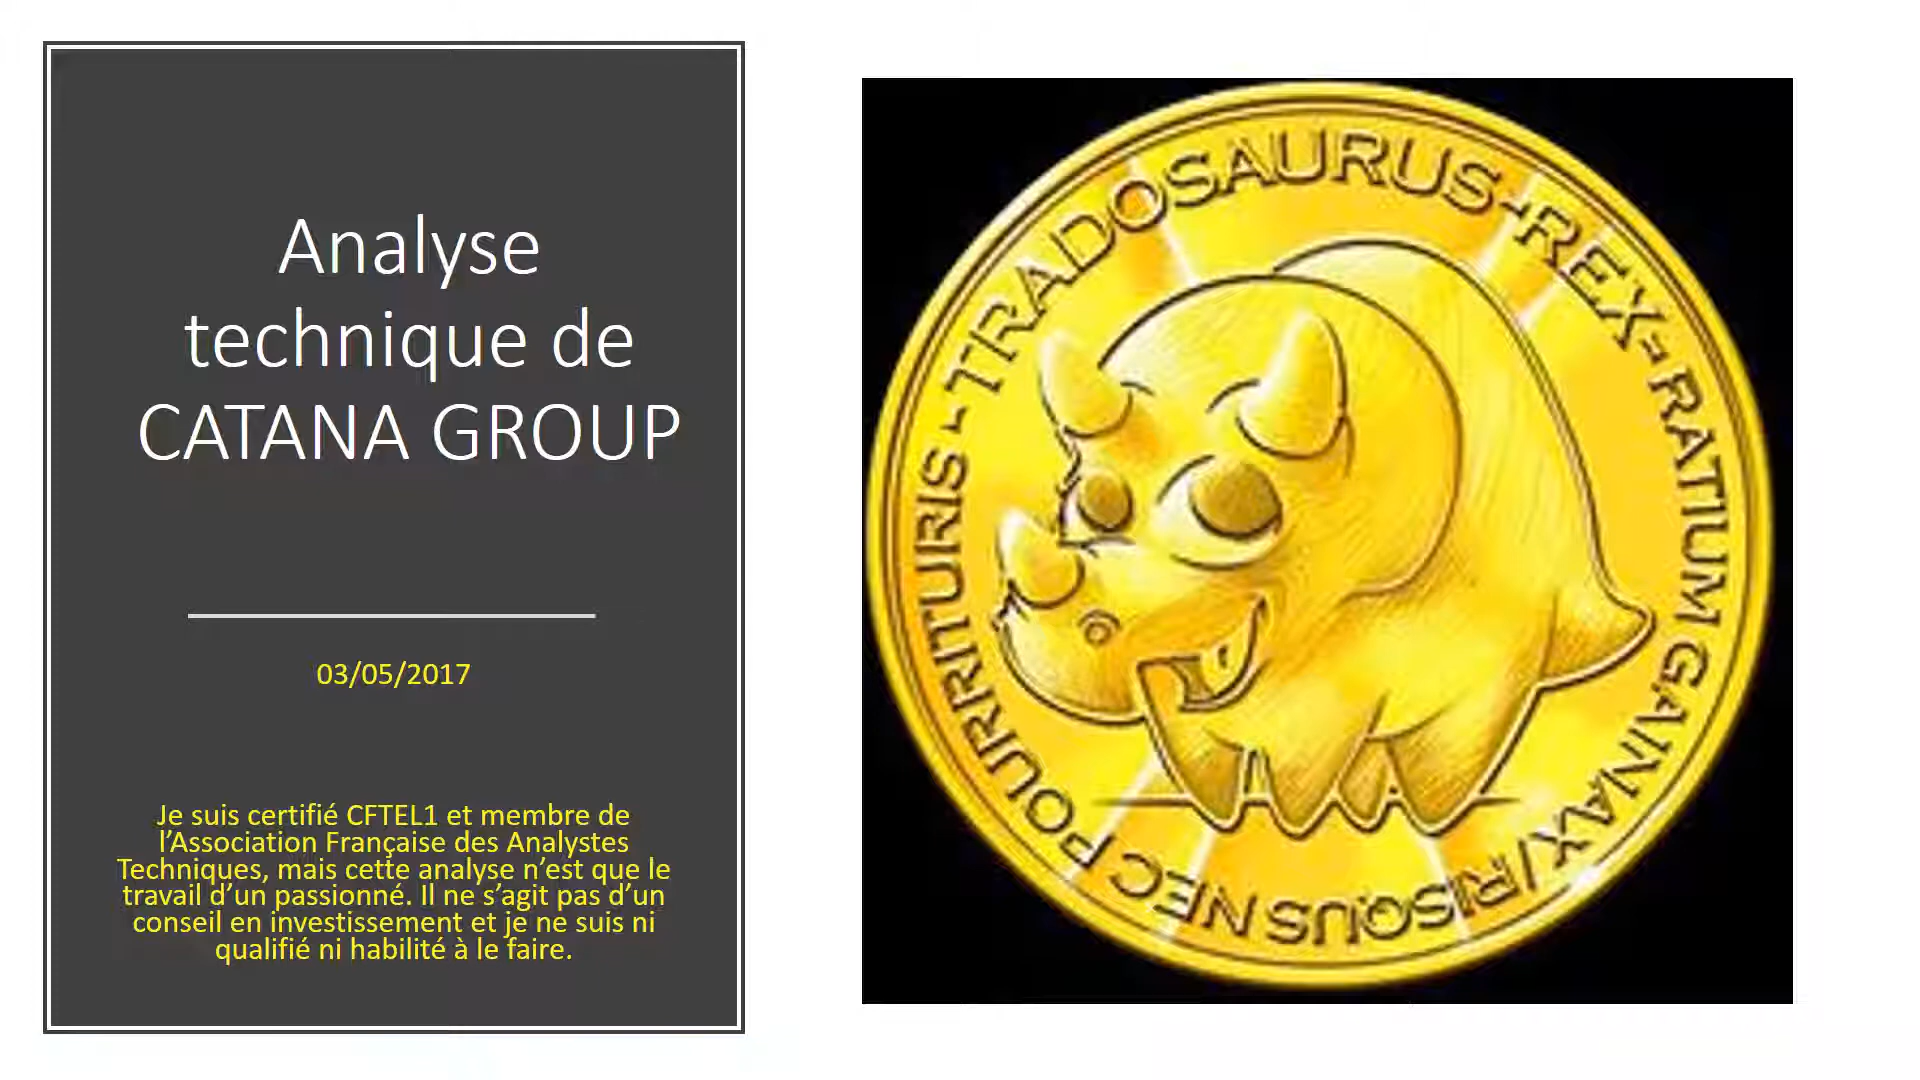 Analyse
technique de
CATANA GROUP
03/05/2017
Je suis certifié CFTEL1 et membre de
l’Association Française des Analystes
Techniques, mais cette analyse n’est que le
travail d’un passionné. Il ne s’agit pas d’un
conseil en investissement et je ne suis ni
qualifié ni habilité à le faire.
TRADOSAURUS-REX-RATIUM GAINAX/RISQUS NEC POURRITURIS -